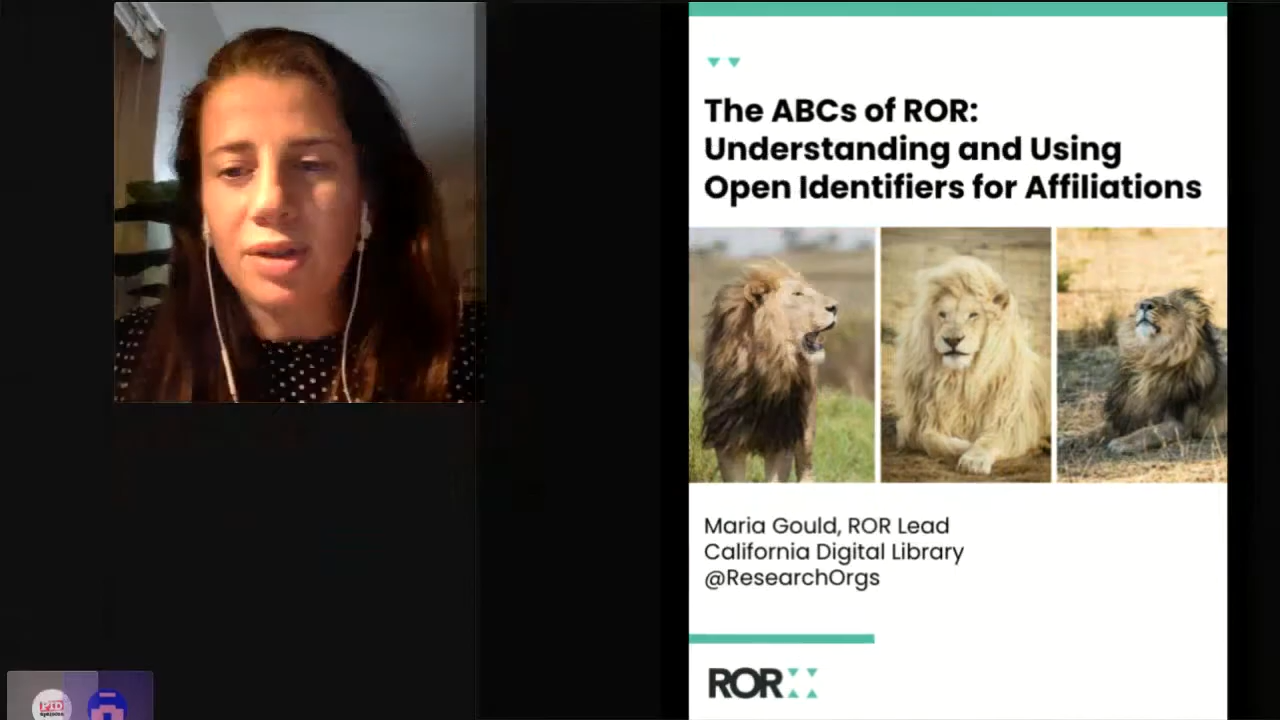 The ABCs of ROR:
Understanding and Using
Open Identifiers for Affiliations
Maria Gould, ROR Lead
California Digital Library
@ResearchOrgs
ROR
PID